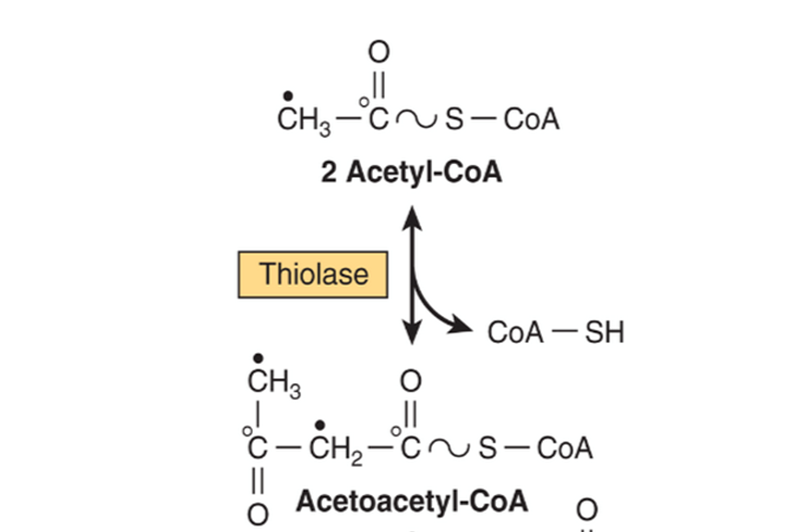 O
CH₃—C~S—CoA
2 Acetyl-CoA
Thiolase
CoA—SH
CH₃
O
C—CH₂—C~S—CoA
O
Acetoacetyl-CoA
O